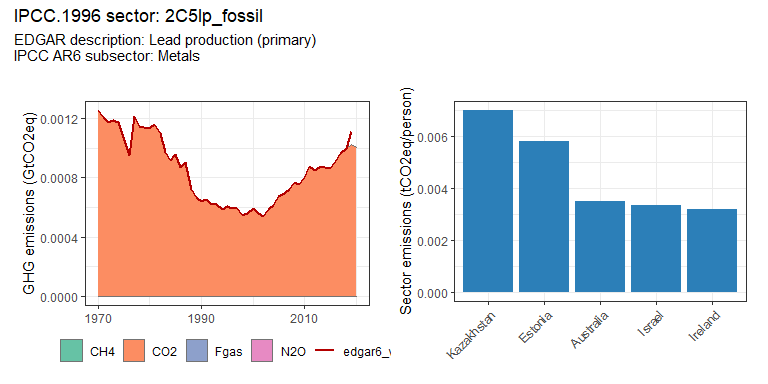 IPCC.1996 sector: 2C5lp_fossil
EDGAR description: Lead production (primary)
IPCC AR6 subsector: Metals
GHG emissions (GtCO2eq)
0.0012
0.0008
0.0004
0.0000
1970
1990
2010
CH4
CO2
Fgas
N2O
edgar6_
Sector emissions (tCO2eq/person)
0.006
0.004
0.002
0.000
Kazakhstan
Estonia
Australia
Israel
Ireland